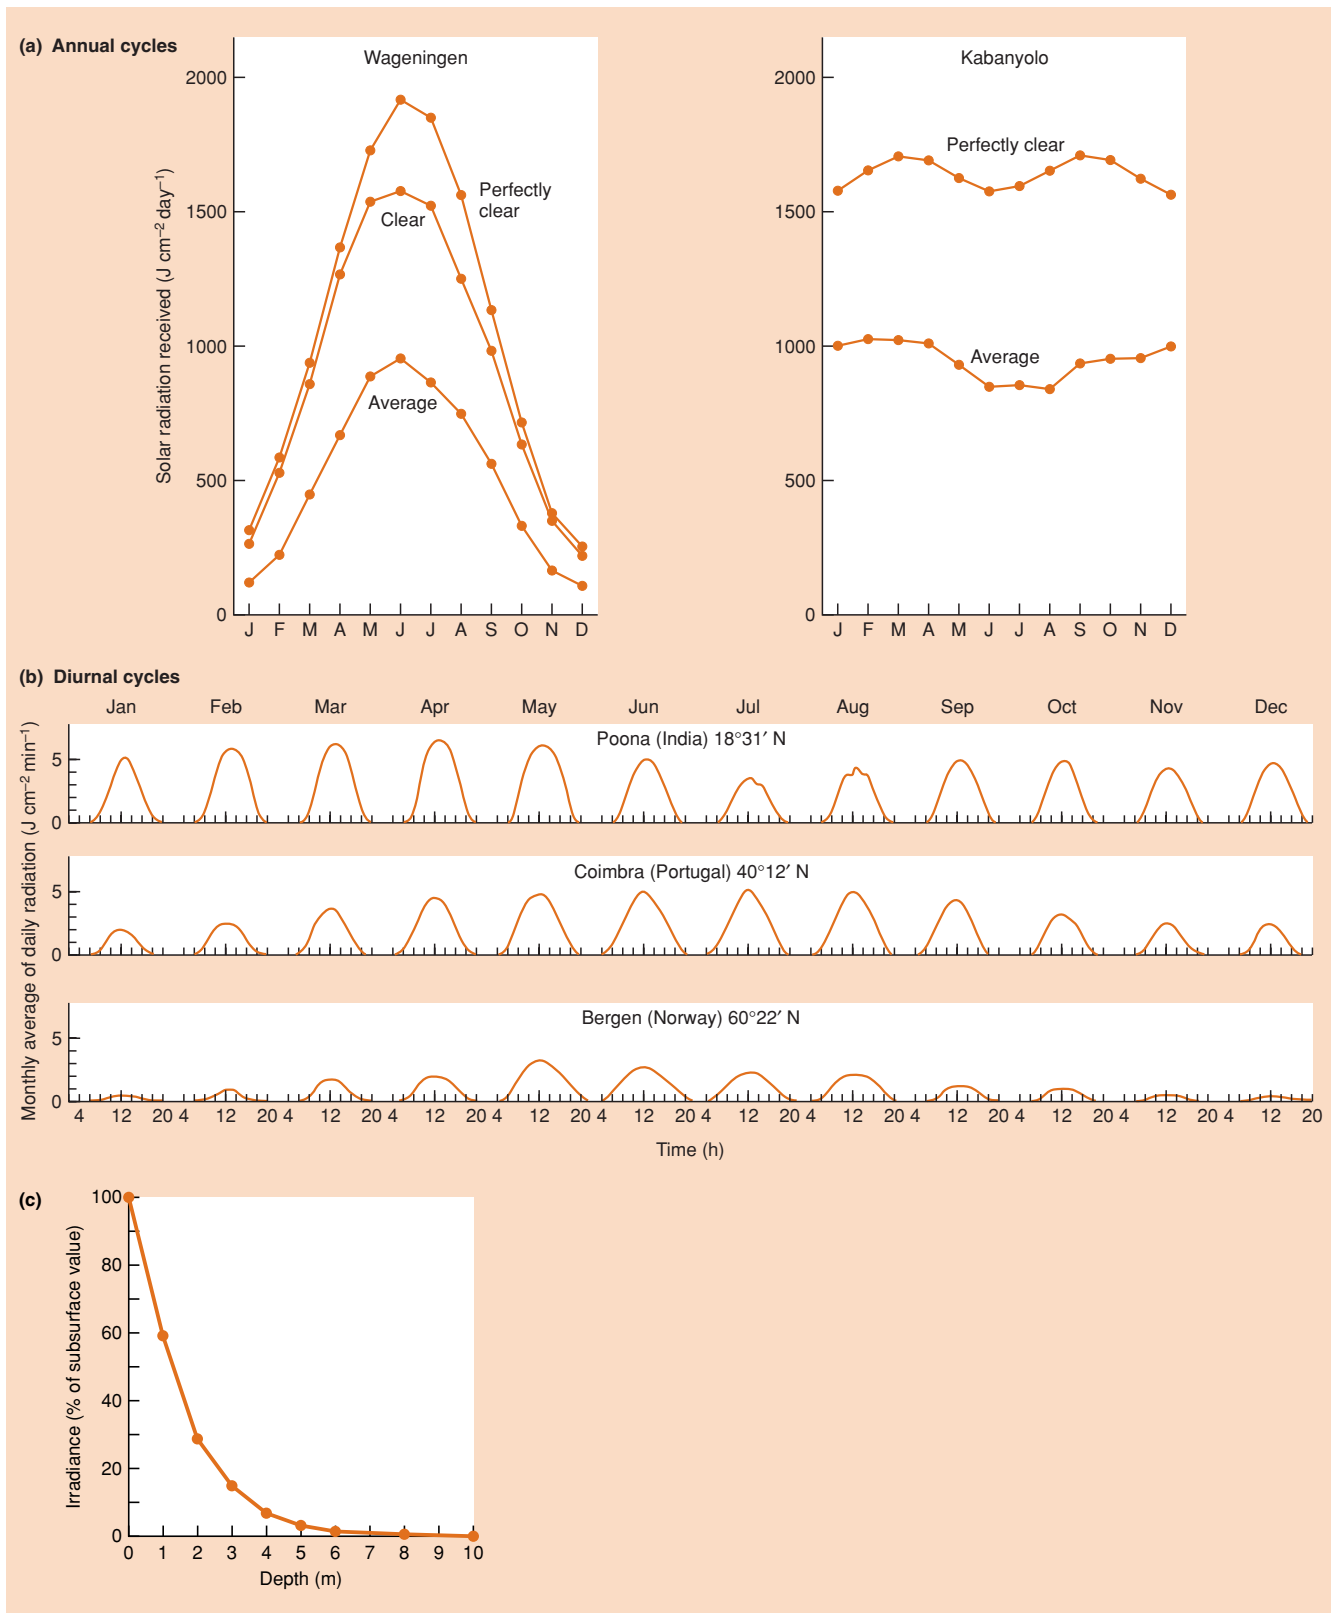 (a) Annual cycles
Wageningen
Solar radiation received (J cm⁻² day⁻¹)
2000
1500
1000
500
0
Perfectly
clear
Clear
Average
J F M A M J J A S O N D
Kabanyolo
2000
1500
1000
500
0
Perfectly clear
Average
J F M A M J J A S O N D
(b) Diurnal cycles
Jan Feb Mar Apr May Jun Jul Aug Sep Oct Nov Dec
Monthly average of daily radiation (J cm⁻² min⁻¹)
Poona (India) 18°31′ N
5
0
Coimbra (Portugal) 40°12′ N
5
0
Bergen (Norway) 60°22′ N
5
0
4 12 20 4 12 20 4 12 20 4 12 20 4 12 20 4 12 20 4 12 20 4 12 20 4 12 20 4 12 20 4 12 20 4 12 20
Time (h)
(c)
Irradiance (% of subsurface value)
100
80
60
40
20
0
0 1 2 3 4 5 6 7 8 9 10
Depth (m)